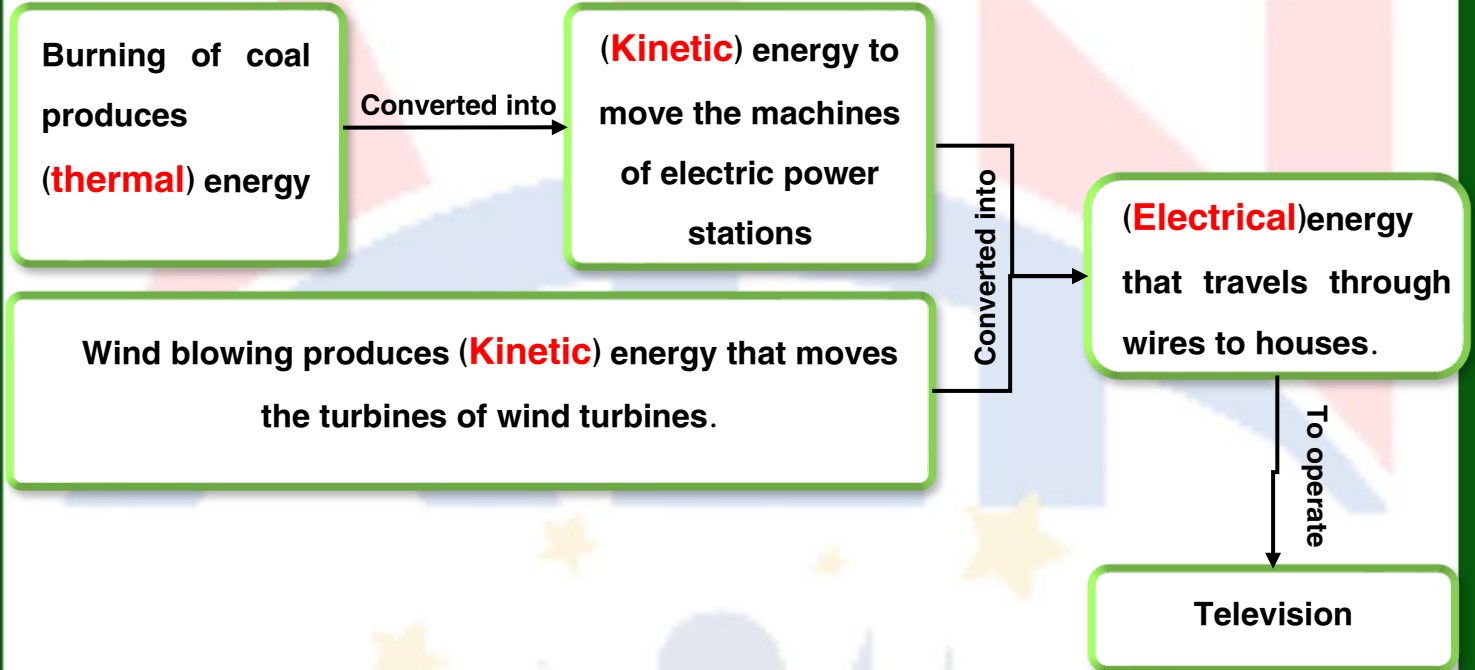 Burning of coal
produces
(thermal) energy
Converted into
(Kinetic) energy to
move the machines
of electric power
stations
Wind blowing produces (Kinetic) energy that moves
the turbines of wind turbines.
Converted into
(Electrical)energy
that travels through
wires to houses.
To operate
Television